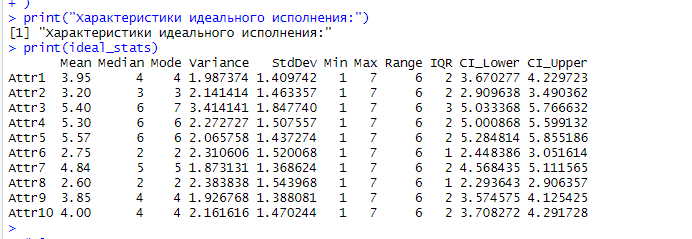 + )
> print("Характеристики идеального исполнения:")
[1] "Характеристики идеального исполнения:"
> print(ideal_stats)
Mean Median Mode Variance StdDev Min Max Range IQR CI_Lower CI_Upper
Attr1 3.95 4 4 1.987374 1.409742 1 7 6 2 3.670277 4.229723
Attr2 3.20 3 3 2.141414 1.463357 1 7 6 2 2.909638 3.490362
Attr3 5.40 6 7 3.414141 1.847740 1 7 6 3 5.033368 5.766632
Attr4 5.30 6 6 2.272727 1.507557 1 7 6 2 5.000868 5.599132
Attr5 5.57 6 6 2.065758 1.437274 1 7 6 2 5.284814 5.855186
Attr6 2.75 2 2 2.310606 1.520068 1 7 6 1 2.448386 3.051614
Attr7 4.84 5 5 1.873131 1.368624 1 7 6 2 4.568435 5.111565
Attr8 2.60 2 2 2.383838 1.543968 1 7 6 1 2.293643 2.906357
Attr9 3.85 4 4 1.926768 1.388081 1 7 6 2 3.574575 4.125425
Attr10 4.00 4 4 2.161616 1.470244 1 7 6 2 3.708272 4.291728
>